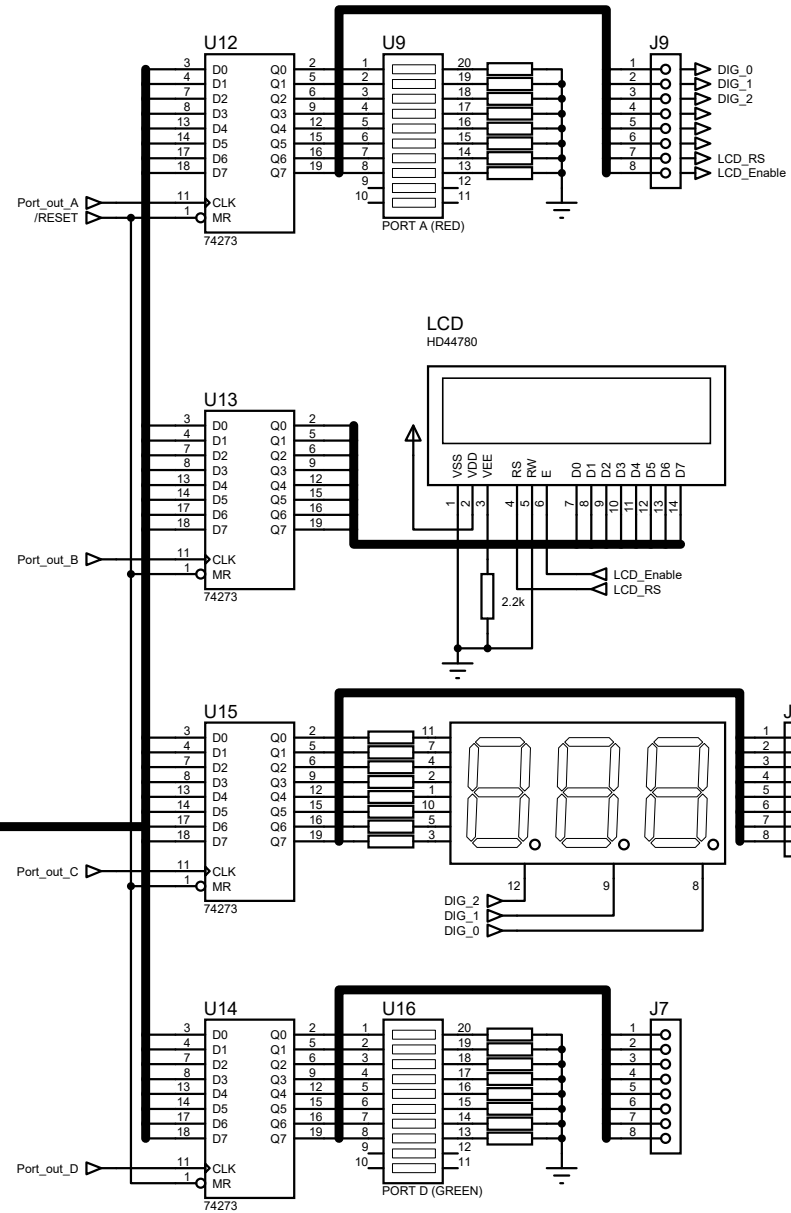 U12
3 D0 Q0 2
4 D1 Q1 5
7 D2 Q2 6
8 D3 Q3 9
13 D4 Q4 12
14 D5 Q5 15
17 D6 Q6 16
18 D7 Q7 19
Port_out_A 11 CLK
/RESET 1 MR
74273
U9
1 20
2 19
3 18
4 17
5 16
6 15
7 14
8 13
9 12
10 11
PORT A (RED)
J9
1 DIG_0
2 DIG_1
3 DIG_2
4
5
6
7 LCD_RS
8 LCD_Enable
LCD
HD44780
VSS VDD VEE RS RW E D0 D1 D2 D3 D4 D5 D6 D7
1 2 3 4 5 6 7 8 9 10 11 12 13 14
LCD_Enable
LCD_RS
2.2k
U13
3 D0 Q0 2
4 D1 Q1 5
7 D2 Q2 6
8 D3 Q3 9
13 D4 Q4 12
14 D5 Q5 15
17 D6 Q6 16
18 D7 Q7 19
Port_out_B 11 CLK
1 MR
74273
U15
3 D0 Q0 2
4 D1 Q1 5
7 D2 Q2 6
8 D3 Q3 9
13 D4 Q4 12
14 D5 Q5 15
17 D6 Q6 16
18 D7 Q7 19
Port_out_C 11 CLK
1 MR
74273
11
7
4
2
1
10
5
3
12 9 8
DIG_2
DIG_1
DIG_0
J
1
2
3
4
5
6
7
8
U14
3 D0 Q0 2
4 D1 Q1 5
7 D2 Q2 6
8 D3 Q3 9
13 D4 Q4 12
14 D5 Q5 15
17 D6 Q6 16
18 D7 Q7 19
Port_out_D 11 CLK
1 MR
74273
U16
1 20
2 19
3 18
4 17
5 16
6 15
7 14
8 13
9 12
10 11
PORT D (GREEN)
J7
1
2
3
4
5
6
7
8